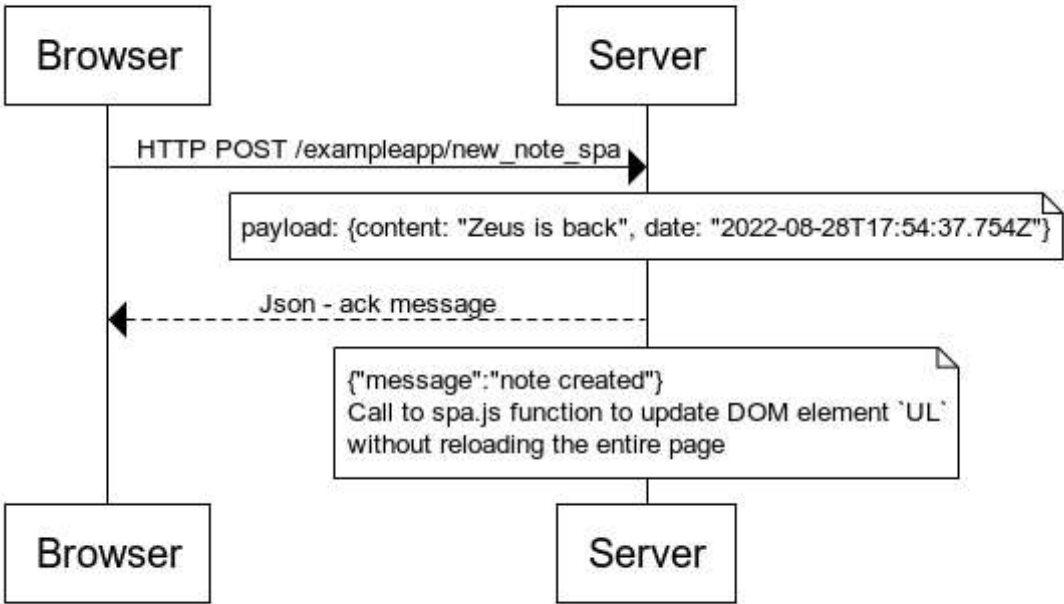 Browser
Server
HTTP POST /exampleapp/new_note_spa
payload: {content: "Zeus is back", date: "2022-08-28T17:54:37.754Z"}
Json - ack message
{"message":"note created"}
Call to spa.js function to update DOM element `UL`
without reloading the entire page
Browser
Server